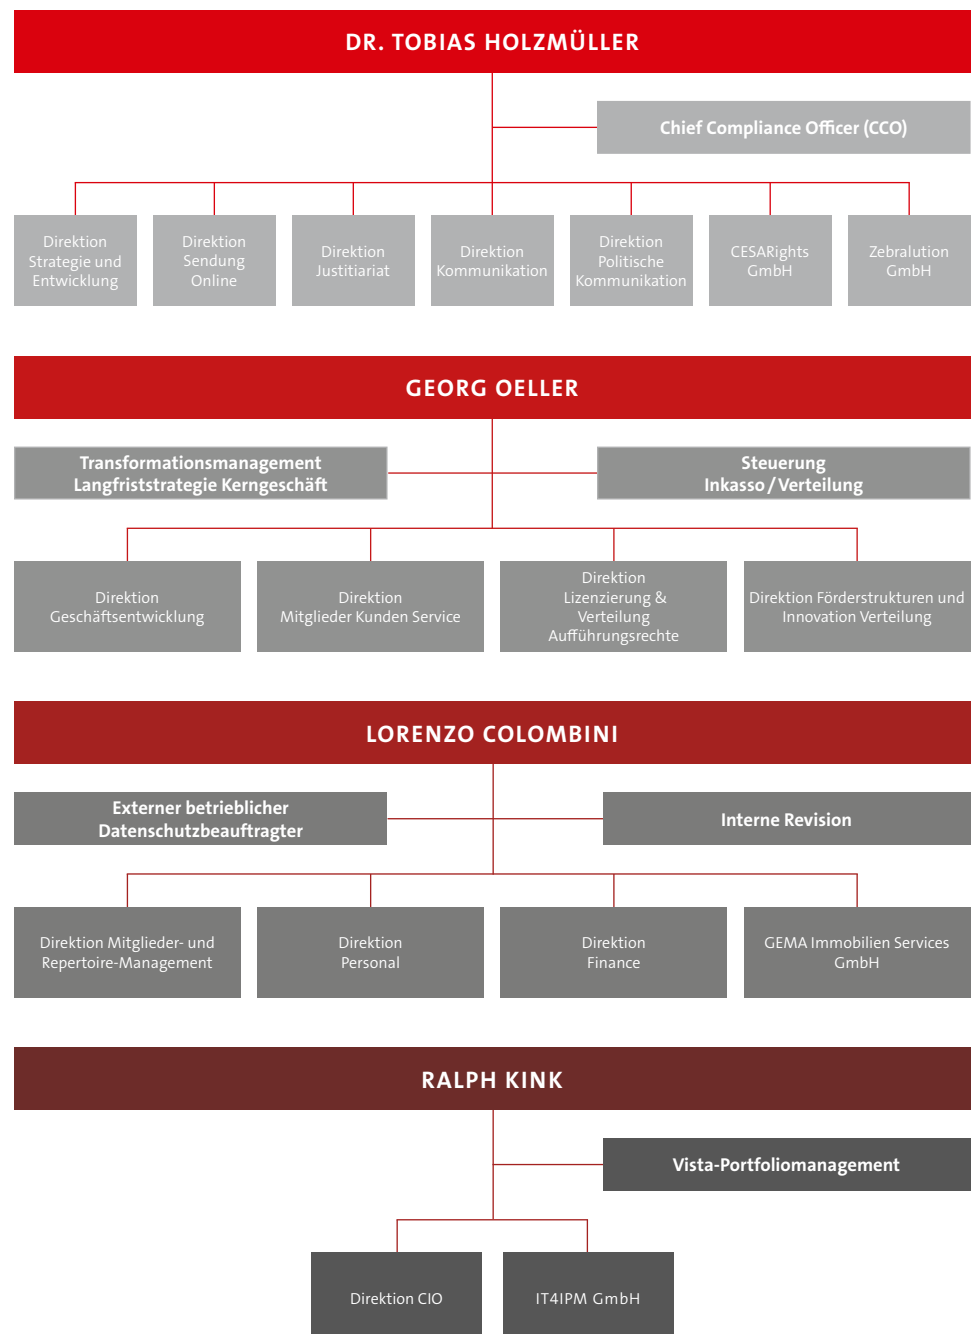 DR. TOBIAS HOLZMÜLLER
Chief Compliance Officer (CCO)
Direktion
Strategie und
Entwicklung
Direktion
Sendung
Online
Direktion
Justitiariat
Direktion
Kommunikation
Direktion
Politische
Kommunikation
CESARights
GmbH
Zebralution
GmbH
GEORG OELLER
Transformationsmanagement
Langfriststrategie Kerngeschäft
Steuerung
Inkasso / Verteilung
Direktion
Geschäftsentwicklung
Direktion
Mitglieder Kunden Service
Direktion
Lizenzierung &
Verteilung
Aufführungsrechte
Direktion Förderstrukturen und
Innovation Verteilung
LORENZO COLOMBINI
Externer betrieblicher
Datenschutzbeauftragter
Interne Revision
Direktion Mitglieder- und
Repertoire-Management
Direktion
Personal
Direktion
Finance
GEMA Immobilien Services
GmbH
RALPH KINK
Vista-Portfoliomanagement
Direktion CIO
IT4IPM GmbH